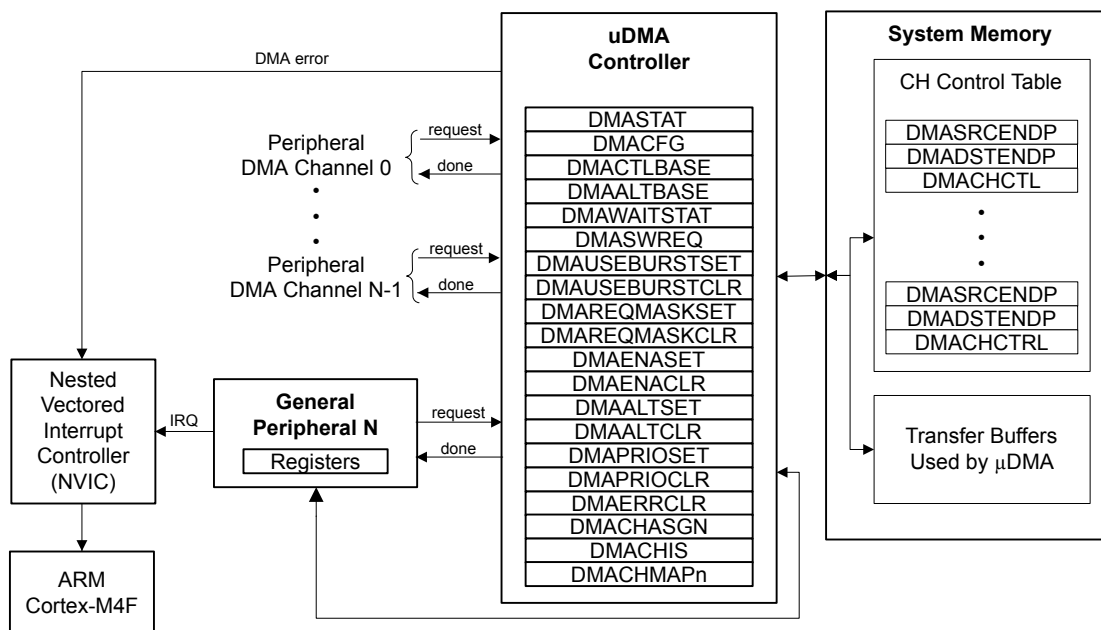 uDMA
Controller
DMASTAT
DMACFG
DMACTLBASE
DMAALTBASE
DMAWAITSTAT
DMASWREQ
DMAUSEBURSTSET
DMAUSEBURSTCLR
DMAREQMASKSET
DMAREQMASKCLR
DMAENASET
DMAENACLR
DMAALTSET
DMAALTCLR
DMAPRIOSET
DMAPRIOCLR
DMAERRCLR
DMACHASGN
DMACHIS
DMACHMAPn
System Memory
CH Control Table
DMASRCENDP
DMADSTENDP
DMACHCTL
•
•
•
DMASRCENDP
DMADSTENDP
DMACHCTRL
Transfer Buffers
Used by μDMA
DMA error
Peripheral
DMA Channel 0
request
done
•
•
•
Peripheral
DMA Channel N-1
request
done
General
Peripheral N
Registers
request
done
IRQ
Nested
Vectored
Interrupt
Controller
(NVIC)
ARM
Cortex-M4F